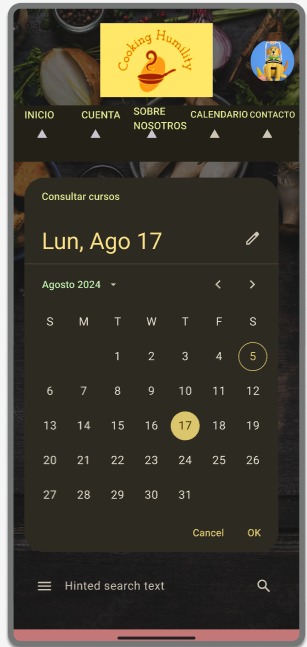 Cooking Humility
INICIO CUENTA SOBRE NOSOTROS CALENDARIO CONTACTO
Consultar cursos
Lun, Ago 17
Agosto 2024
S M T W T F S
1 2 3 4 5
6 7 8 9 10 11 12
13 14 15 16 17 18 19
20 21 22 23 24 25 26
27 28 29 30 31
Cancel OK
Hinted search text